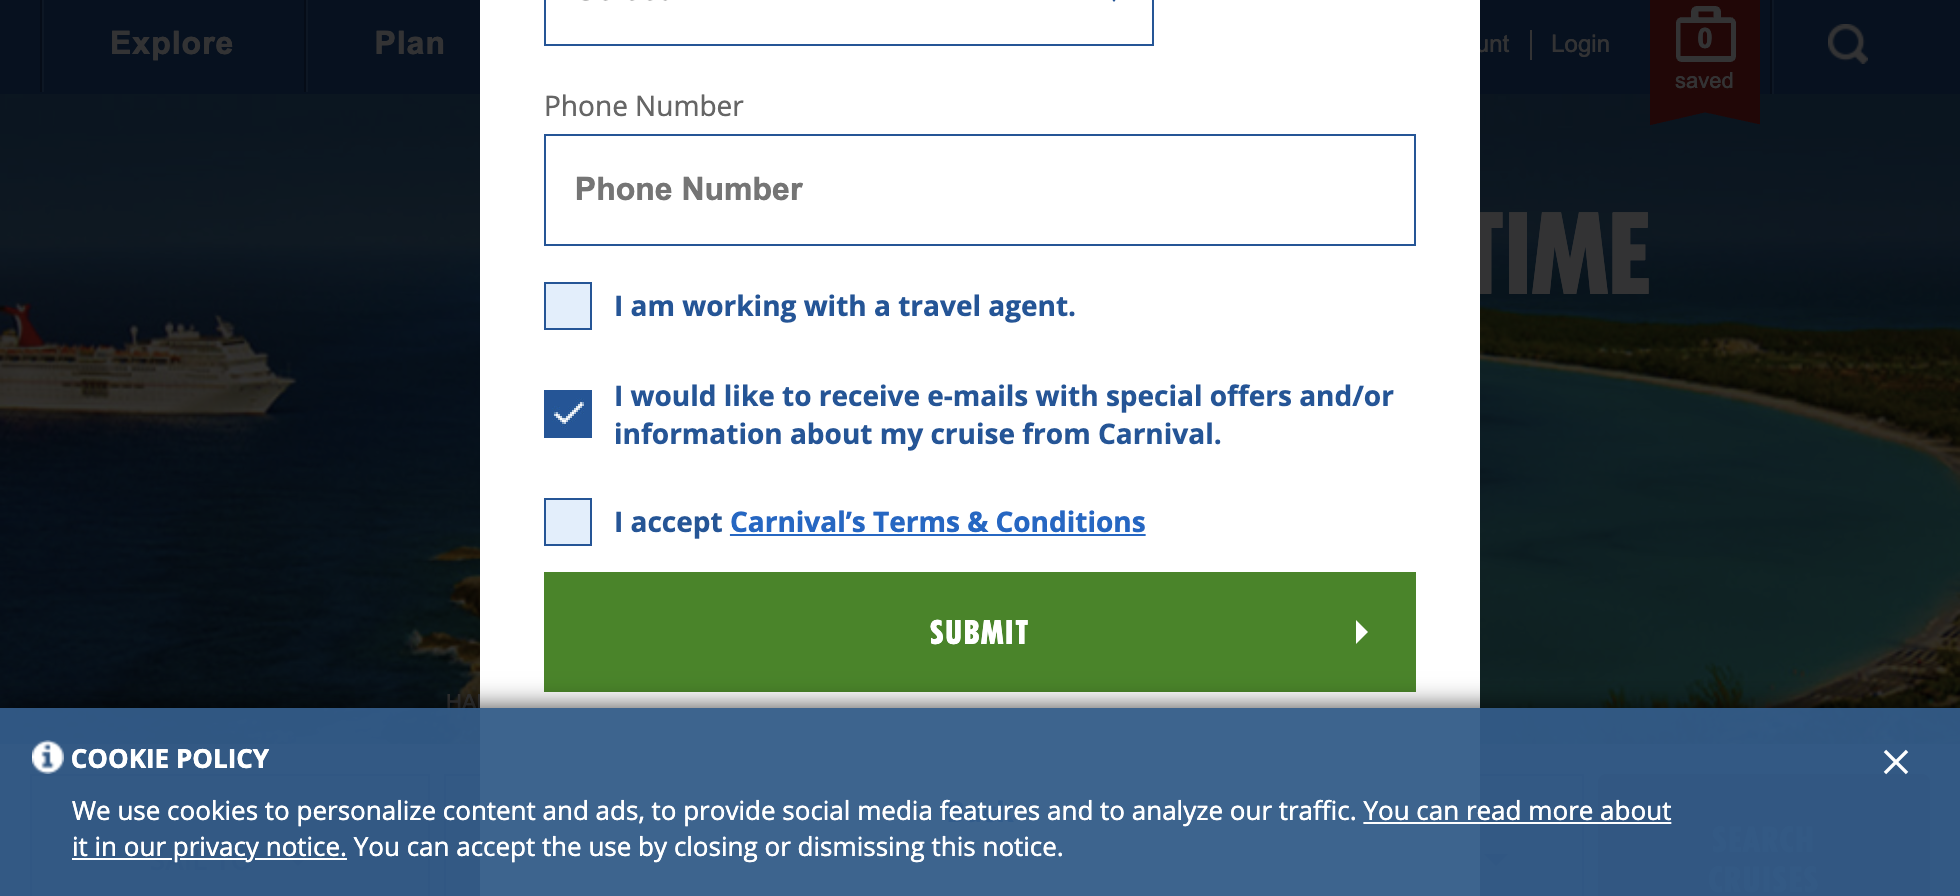 Explore
Plan
Login
0
saved
Phone Number
Phone Number
TIME
I am working with a travel agent.
I would like to receive e-mails with special offers and/or
information about my cruise from Carnival.
I accept Carnival’s Terms & Conditions
SUBMIT
COOKIE POLICY
We use cookies to personalize content and ads, to provide social media features and to analyze our traffic. You can read more about
it in our privacy notice. You can accept the use by closing or dismissing this notice.
SEARCH
CRUISES